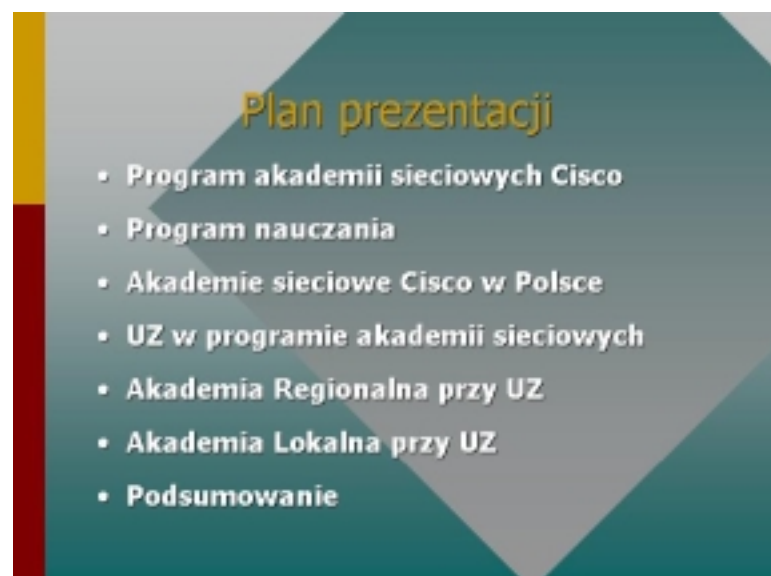 Plan prezentacji
• Program akademii sieciowych Cisco
• Program nauczania
• Akademie sieciowe Cisco w Polsce
• UZ w programie akademii sieciowych
• Akademia Regionalna przy UZ
• Akademia Lokalna przy UZ
• Podsumowanie